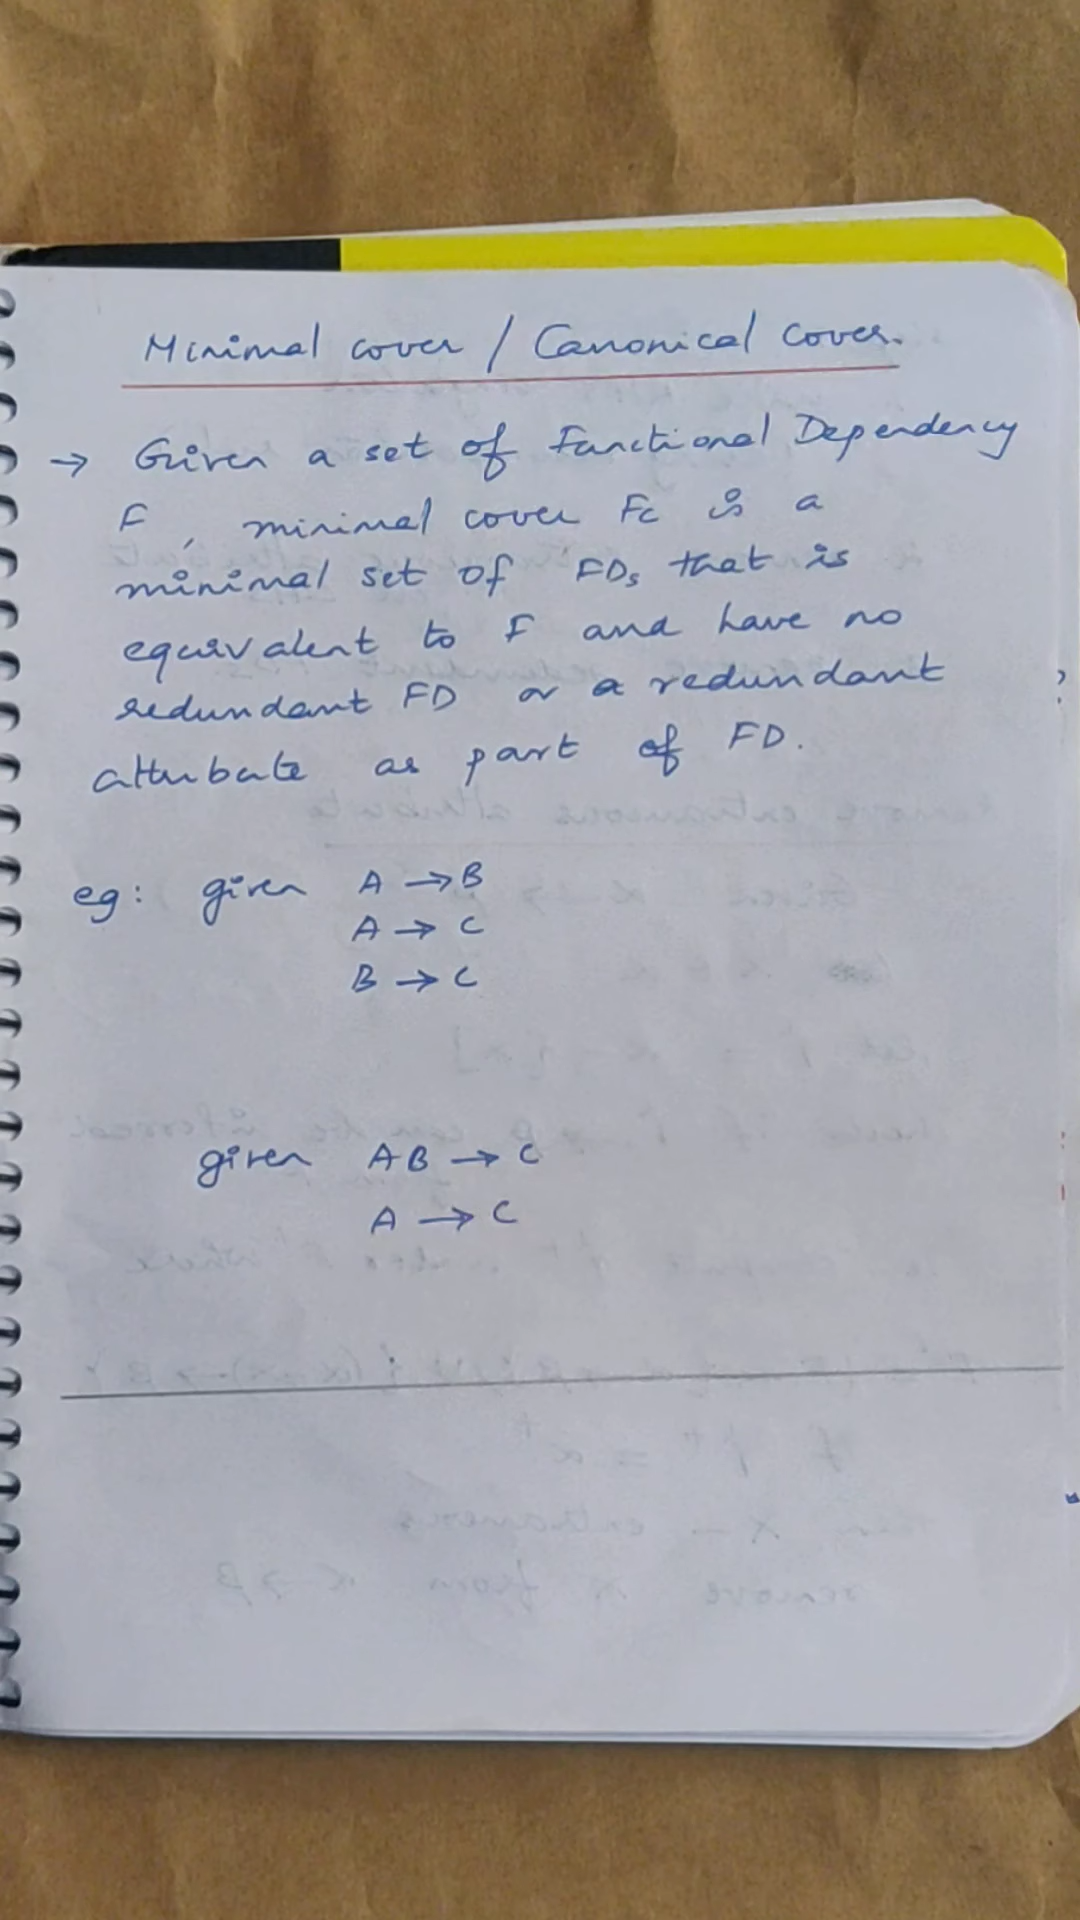 Minimal cover / Canonical cover.
→ Given a set of Functional Dependency
F, minimal cover Fc is a
minimal set of FDs that is
equivalent to F and have no
redundant FD or a redundant
attribute as part of FD.
eg: given A → B
A → C
B → C
given AB → C
A → C